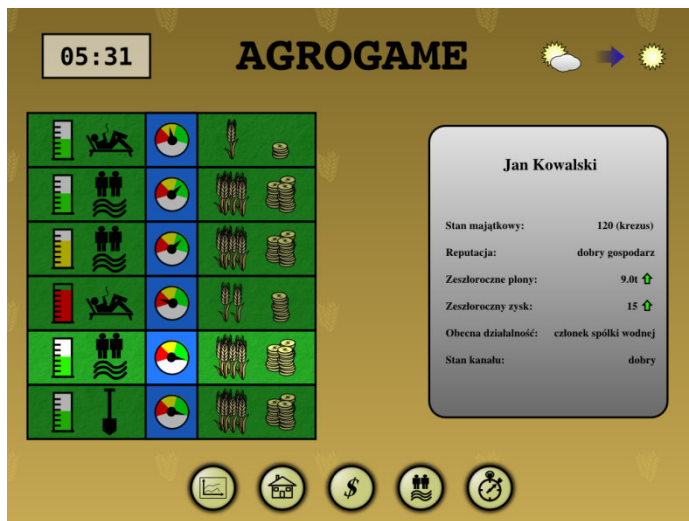 05:31
AGROGAME
Jan Kowalski
Stan majątkowy: 120 (krezus)
Reputacja: dobry gospodarz
Zeszłoroczne plony: 9.0t
Zeszłoroczny zysk: 15
Obecna działalność: członek spólki wodnej
Stan kanału: dobry
$